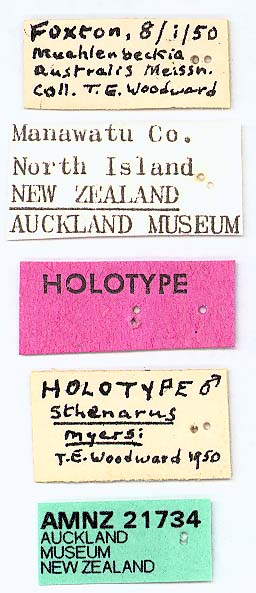 Foxton, 8/i/50
Muehlenbeckia
australis Meissn.
Coll. T.E. Woodward
Manawatu Co.
North Island
NEW ZEALAND
AUCKLAND MUSEUM
HOLOTYPE
HOLOTYPE ♂
Sthenarus
myersi
T.E. Woodward 1950
AMNZ 21734
AUCKLAND
MUSEUM
NEW ZEALAND